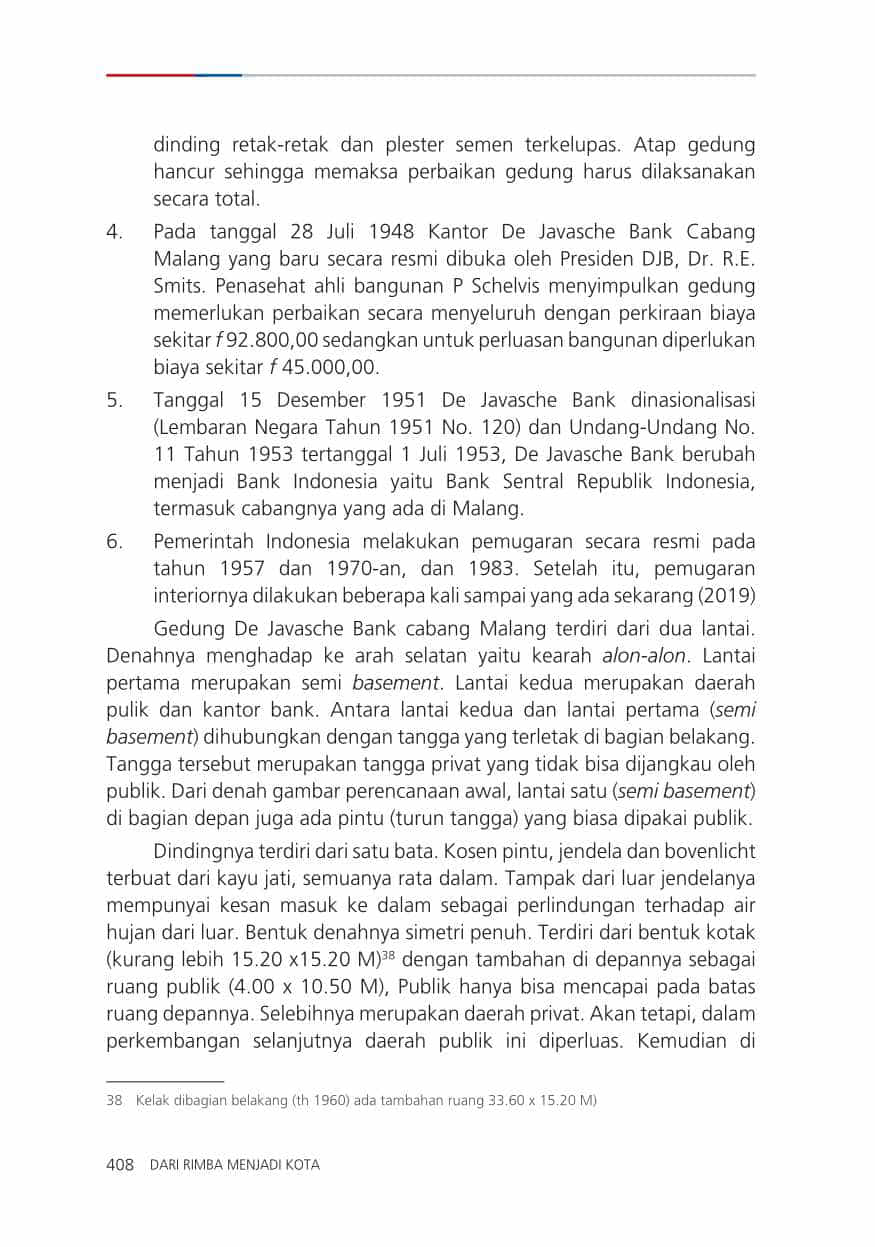 dinding retak-retak dan plester semen terkelupas. Atap gedung
hancur sehingga memaksa perbaikan gedung harus dilaksanakan
secara total.
4. Pada tanggal 28 Juli 1948 Kantor De Javasche Bank Cabang
Malang yang baru secara resmi dibuka oleh Presiden DJB, Dr. R.E.
Smits. Penasehat ahli bangunan P Schelvis menyimpulkan gedung
memerlukan perbaikan secara menyeluruh dengan perkiraan biaya
sekitar f 92.800,00 sedangkan untuk perluasan bangunan diperlukan
biaya sekitar f 45.000,00.
5. Tanggal 15 Desember 1951 De Javasche Bank dinasionalisasi
(Lembaran Negara Tahun 1951 No. 120) dan Undang-Undang No.
11 Tahun 1953 tertanggal 1 Juli 1953, De Javasche Bank berubah
menjadi Bank Indonesia yaitu Bank Sentral Republik Indonesia,
termasuk cabangnya yang ada di Malang.
6. Pemerintah Indonesia melakukan pemugaran secara resmi pada
tahun 1957 dan 1970-an, dan 1983. Setelah itu, pemugaran
interiornya dilakukan beberapa kali sampai yang ada sekarang (2019)
Gedung De Javasche Bank cabang Malang terdiri dari dua lantai.
Denahnya menghadap ke arah selatan yaitu kearah alon-alon. Lantai
pertama merupakan semi basement. Lantai kedua merupakan daerah
pulik dan kantor bank. Antara lantai kedua dan lantai pertama (semi
basement) dihubungkan dengan tangga yang terletak di bagian belakang.
Tangga tersebut merupakan tangga privat yang tidak bisa dijangkau oleh
publik. Dari denah gambar perencanaan awal, lantai satu (semi basement)
di bagian depan juga ada pintu (turun tangga) yang biasa dipakai publik.
Dindingnya terdiri dari satu bata. Kosen pintu, jendela dan bovenlicht
terbuat dari kayu jati, semuanya rata dalam. Tampak dari luar jendelanya
mempunyai kesan masuk ke dalam sebagai perlindungan terhadap air
hujan dari luar. Bentuk denahnya simetri penuh. Terdiri dari bentuk kotak
(kurang lebih 15.20 x15.20 M)³⁸ dengan tambahan di depannya sebagai
ruang publik (4.00 x 10.50 M), Publik hanya bisa mencapai pada batas
ruang depannya. Selebihnya merupakan daerah privat. Akan tetapi, dalam
perkembangan selanjutnya daerah publik ini diperluas. Kemudian di
38 Kelak dibagian belakang (th 1960) ada tambahan ruang 33.60 x 15.20 M)
408 DARI RIMBA MENJADI KOTA